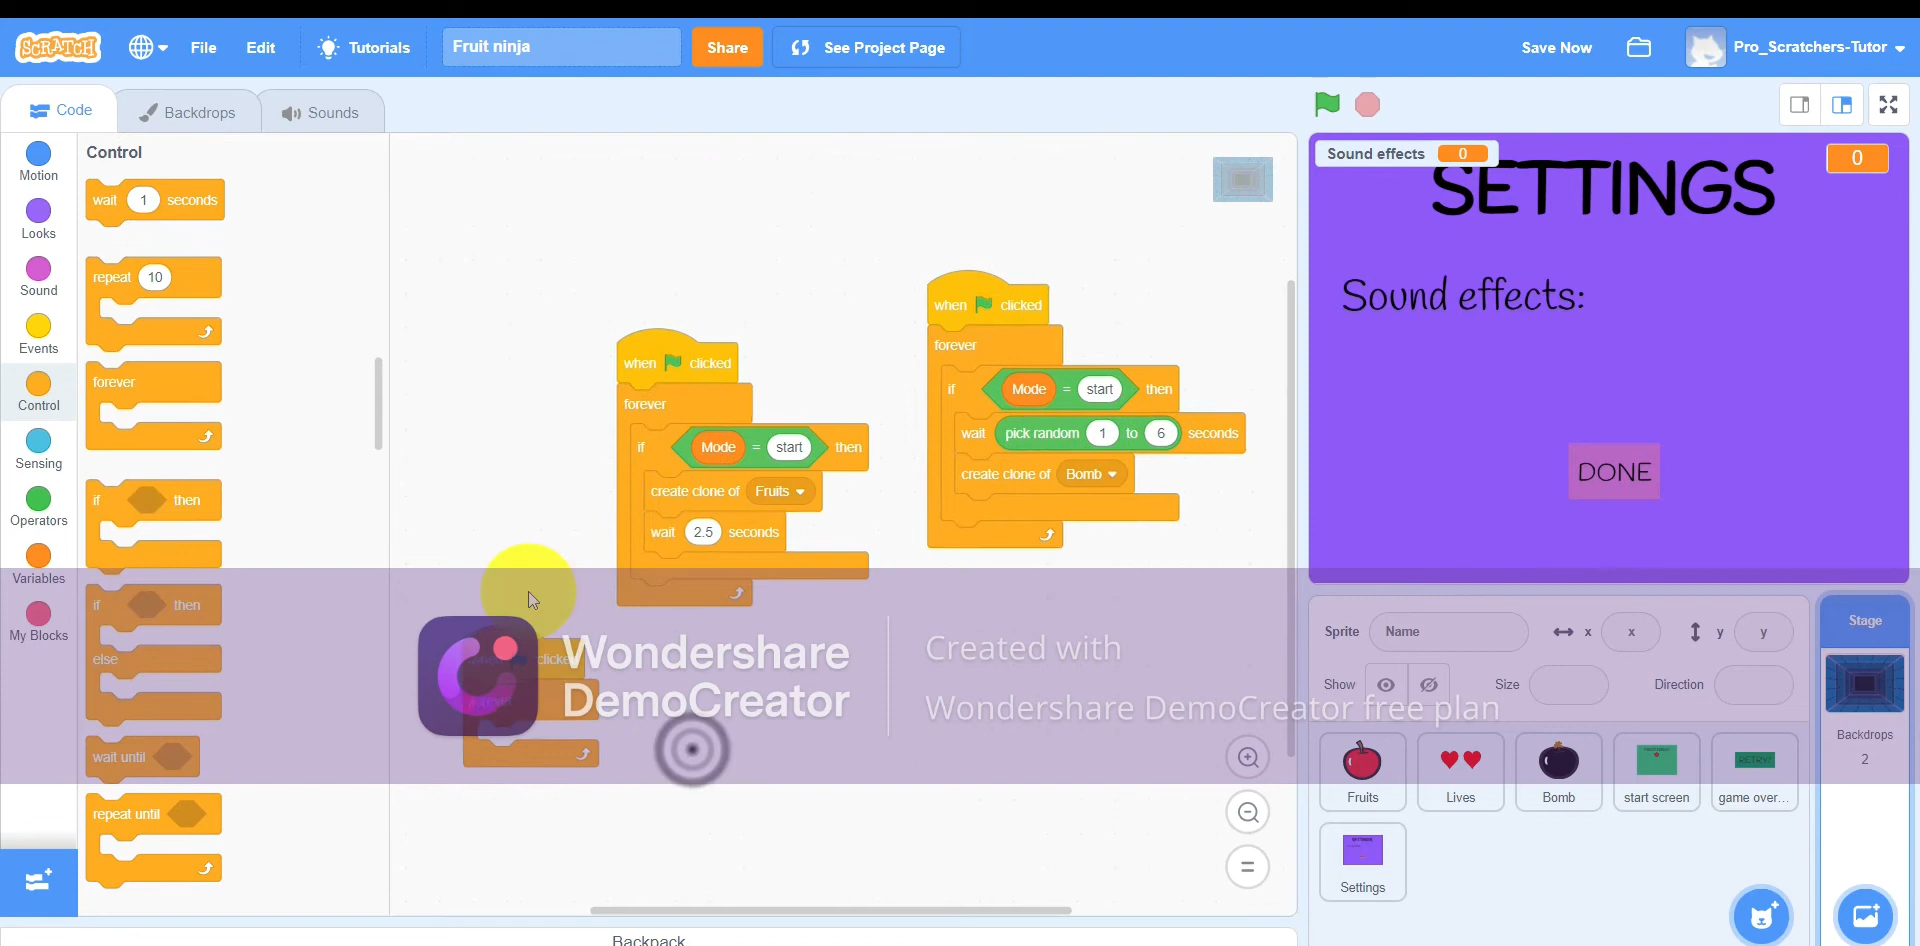 SCRATCH
File
Edit
Tutorials
Fruit ninja
Share
See Project Page
Save Now
Pro_Scratchers-Tutor
Code
Backdrops
Sounds
Motion
Looks
Sound
Events
Control
Sensing
Operators
Variables
My Blocks
Control
wait 1 seconds
repeat 10
forever
if then
if then
else
wait until
repeat until
when clicked
forever
if Mode = start then
create clone of Fruits
wait 2.5 seconds
when clicked
forever
if Mode = start then
wait pick random 1 to 6 seconds
create clone of Bomb
Sound effects 0
0
SETTINGS
Sound effects:
DONE
Wondershare
DemoCreator
Created with
Wondershare DemoCreator free plan
Sprite Name x x y y
Show Size Direction
Fruits
Lives
Bomb
start screen
game over...
Settings
Stage
Backdrops
2
Backpack